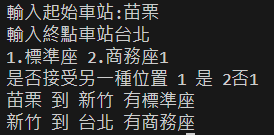 輸入起始車站:苗栗
輸入終點車站台北
1.標準座 2.商務座1
是否接受另一種位置 1 是 2否1
苗栗 到 新竹 有標準座
新竹 到 台北 有商務座